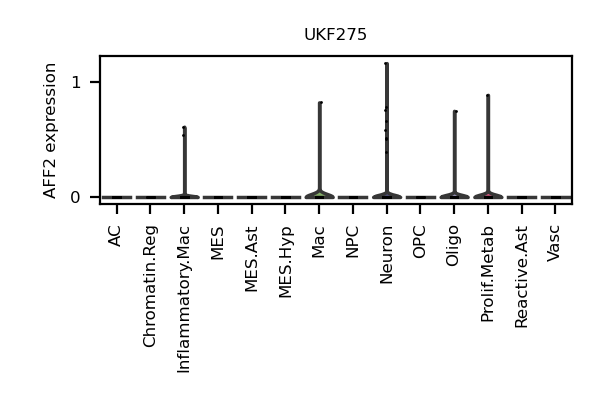 UKF275
AFF2 expression
1
0
AC
Chromatin.Reg
Inflammatory.Mac
MES
MES.Ast
MES.Hyp
Mac
NPC
Neuron
OPC
Oligo
Prolif.Metab
Reactive.Ast
Vasc